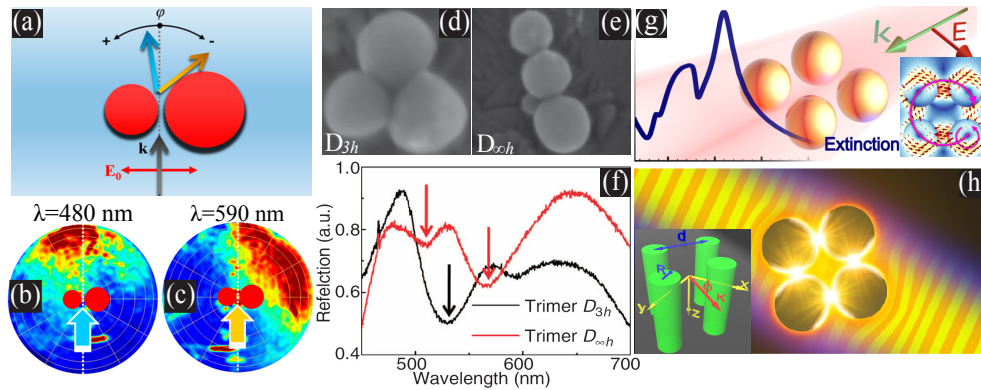 (a)
φ
+ -
k
E₀
λ=480 nm λ=590 nm
(b)
(c)
(d)
D3h
(e)
D∞h
(f)
Refelection (a.u.)
1.0
0.8
0.6
0.4
500 600 700
Wavelength (nm)
Trimer D3h
Trimer D∞h
(g)
k
E
Extinction
(h)
d
R
x
y
z
φ
K